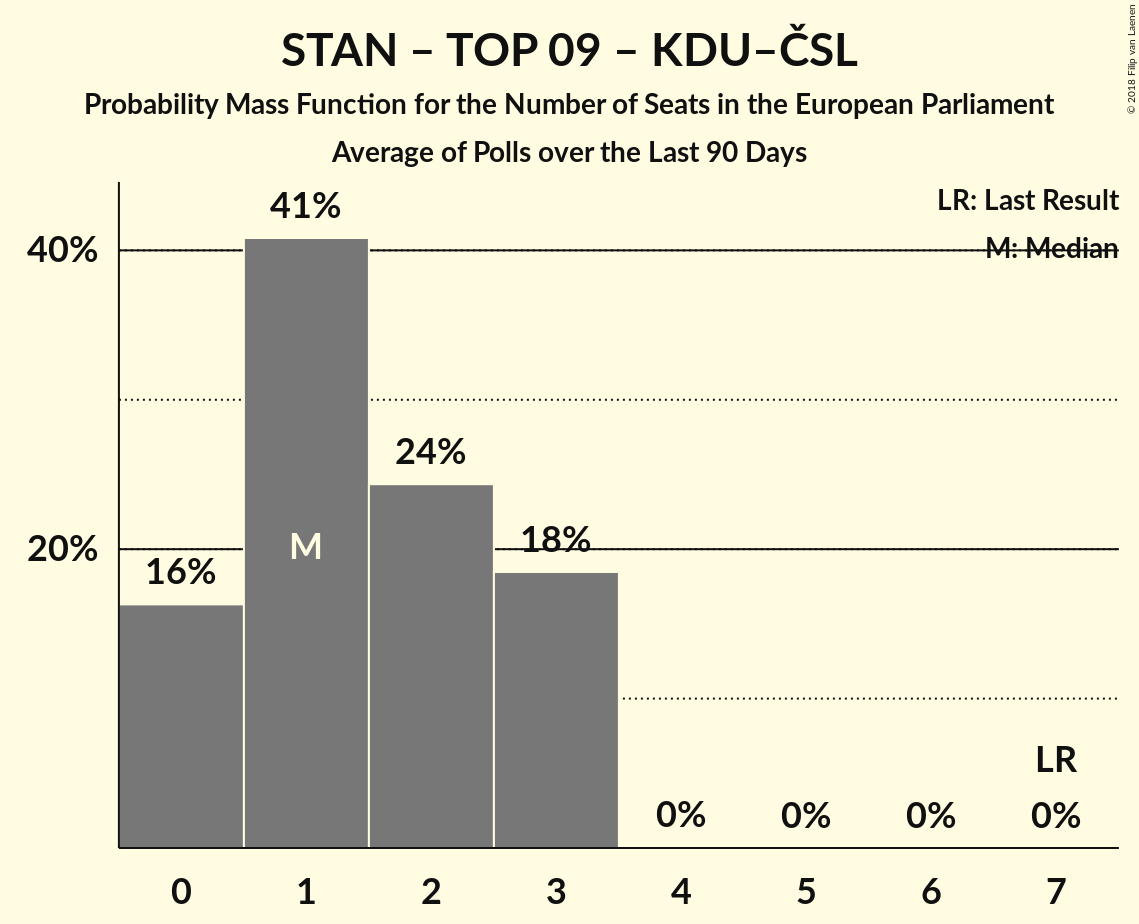 STAN – TOP 09 – KDU–ČSL
Probability Mass Function for the Number of Seats in the European Parliament
Average of Polls over the Last 90 Days
© 2018 Filip van Laenen
LR: Last Result
M: Median
41%
40%
24%
18%
20%
16%
M
LR
0%
0%
0%
0%
0
1
2
3
4
5
6
7